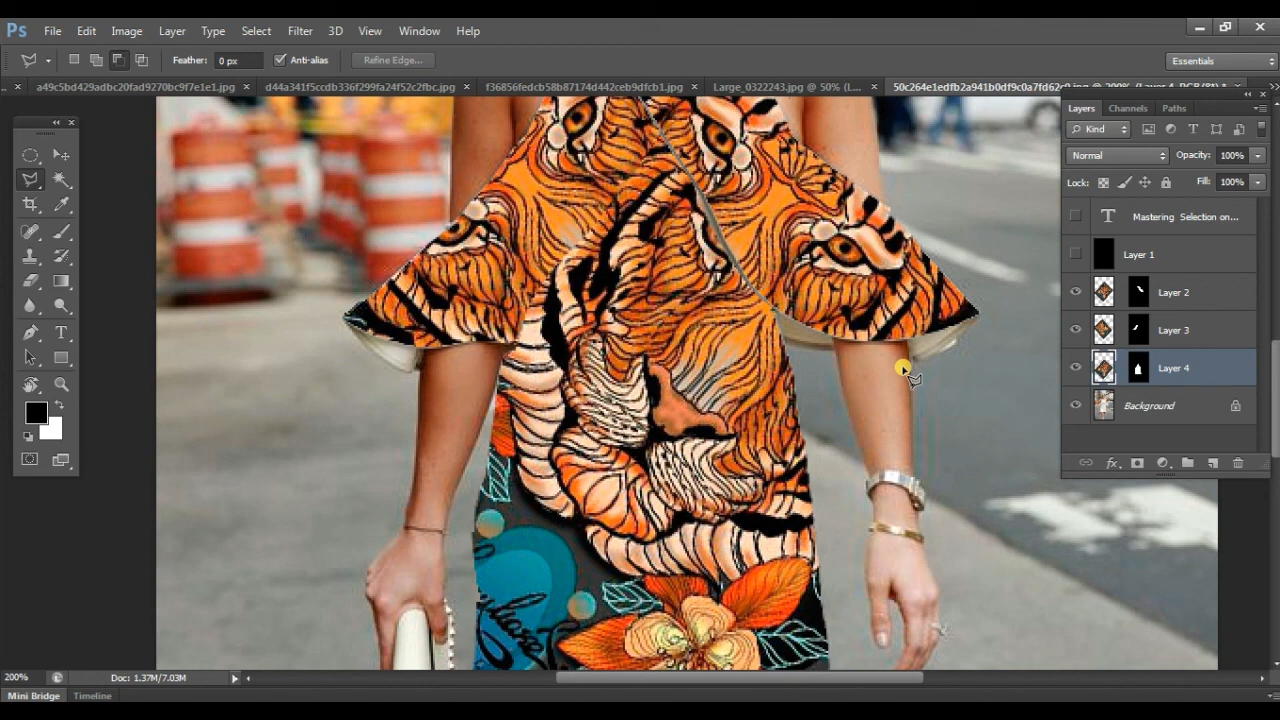 Ps File Edit Image Layer Type Select Filter 3D View Window Help
Feather: 0 px Anti-alias Refine Edge... Essentials
a49c5bd429adbc20fad9270bc9f7e1e1.jpg d44a341f5ccdb336f299fa24f52c2fbc.jpg f36856fedcb58b87174d442ceb9dfcb1.jpg Large_0322243.jpg @ 50% (L...
Layers Channels Paths
Kind
Normal Opacity: 100%
Lock: Fill: 100%
T Mastering Selection on...
Layer 1
Layer 2
Layer 3
Layer 4
Background
fx
200% Doc: 1.37M/7.03M
Mini Bridge Timeline